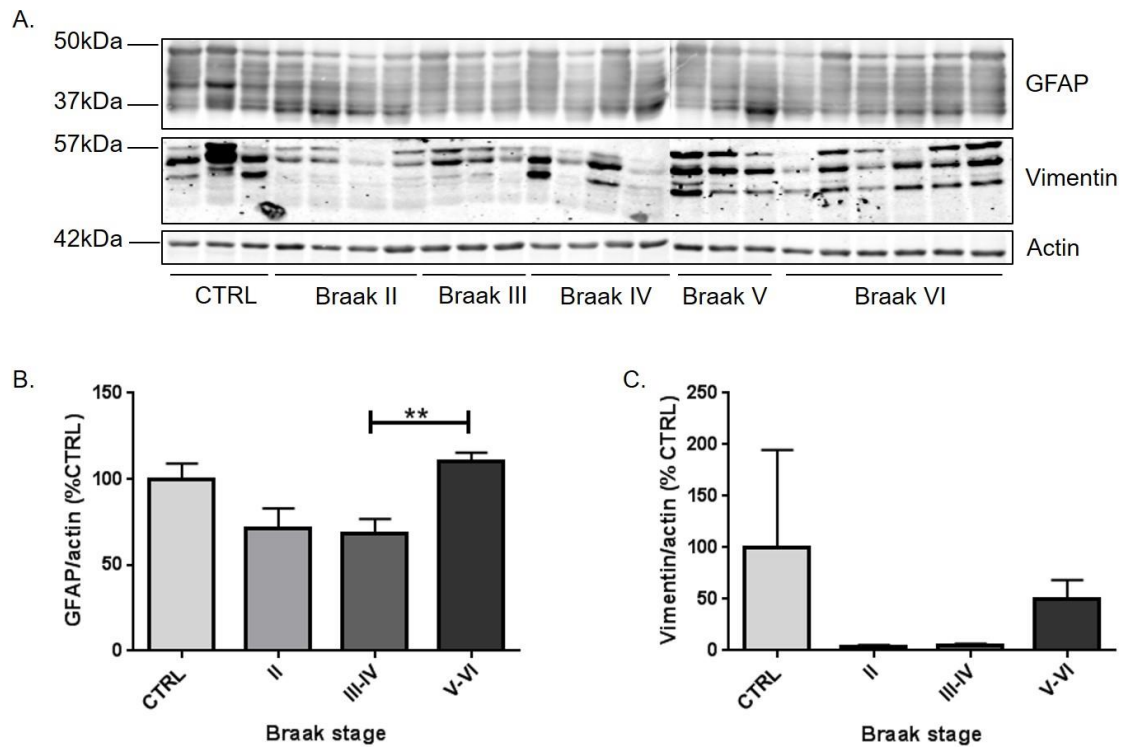 A.
50kDa
37kDa
GFAP
57kDa
Vimentin
42kDa
Actin
CTRL Braak II Braak III Braak IV Braak V Braak VI
B.
GFAP/actin (%CTRL)
150
100
50
0
**
CTRL II III-IV V-VI
Braak stage
C.
Vimentin/actin (% CTRL)
250
200
150
100
50
0
CTRL II III-IV V-VI
Braak stage